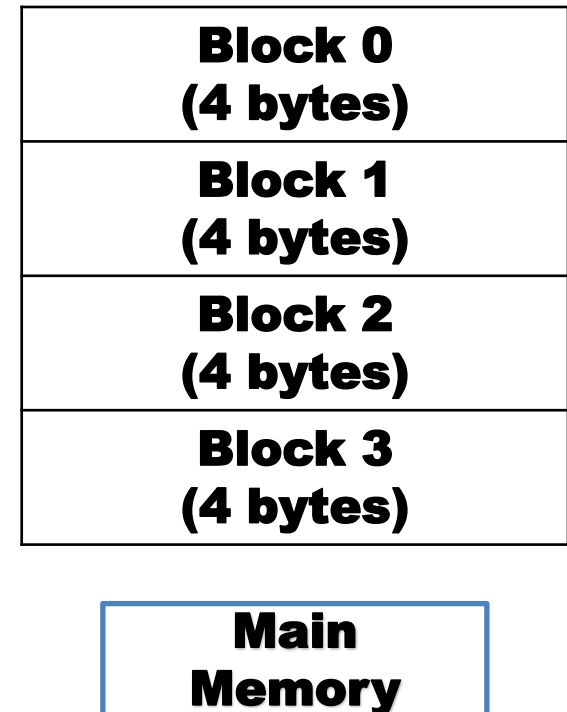 Block 0
(4 bytes)
Block 1
(4 bytes)
Block 2
(4 bytes)
Block 3
(4 bytes)
Main
Memory